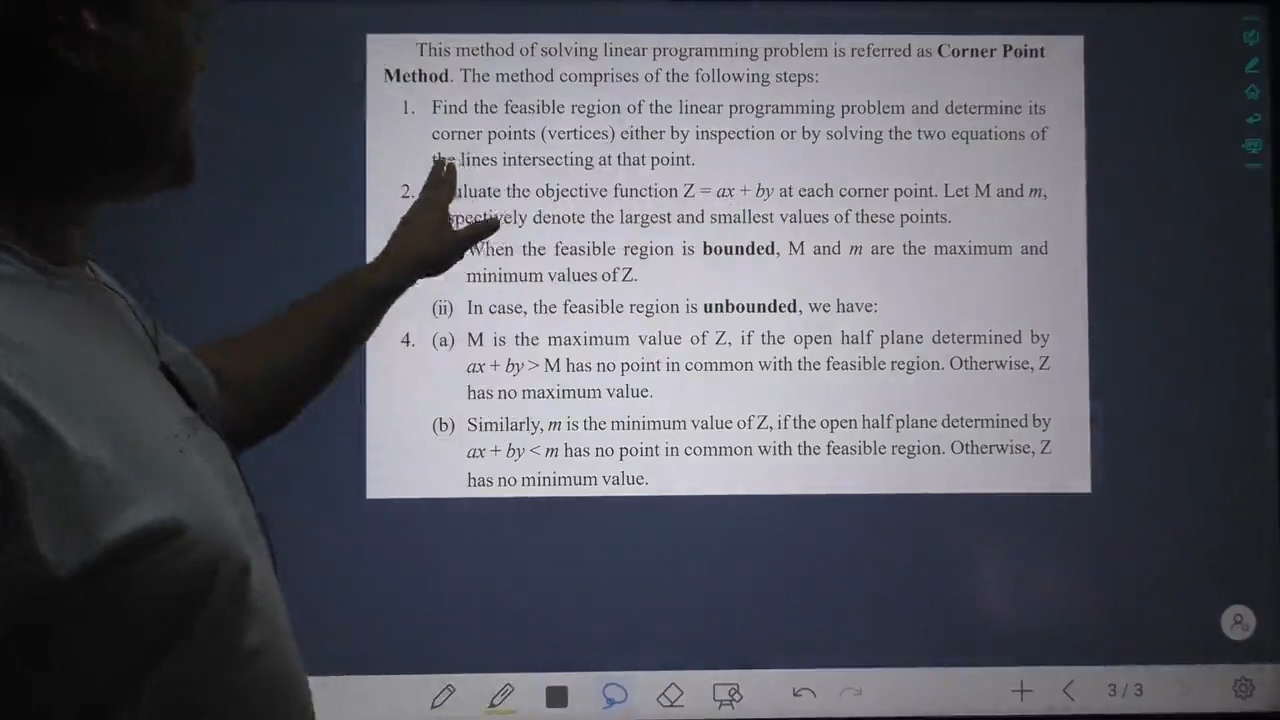 This method of solving linear programming problem is referred as Corner Point
Method. The method comprises of the following steps:
1. Find the feasible region of the linear programming problem and determine its
corner points (vertices) either by inspection or by solving the two equations of
the lines intersecting at that point.
2. the objective function Z = ax + by at each corner point. Let M and m,
denote the largest and smallest values of these points.
When the feasible region is bounded, M and m are the maximum and
minimum values of Z.
(ii) In case, the feasible region is unbounded, we have:
4. (a) M is the maximum value of Z, if the open half plane determined by
ax + by > M has no point in common with the feasible region. Otherwise, Z
has no maximum value.
(b) Similarly, m is the minimum value of Z, if the open half plane determined by
ax + by < m has no point in common with the feasible region. Otherwise, Z
has no minimum value.
3 / 3